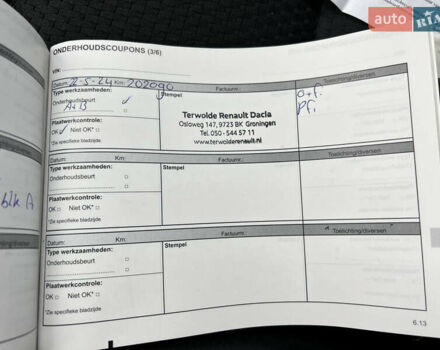 auto RIA
ONDERHOUDSCOUPONS (3/6)
VIN:
Datum: 22-5-24 Km: 202090 Factuurnr.: Toelichting/diversen
Type werkzaamheden: Stempel
Onderhoudsbeurt
A+B
Terwolde Renault Dacia
Osloweg 147, 9723 BK Groningen
Tel. 050 - 544 57 11
www.terwolderenault.nl
O+f.
Pfi
Plaatwerkcontrole:
OK Niet OK*
*Zie specifieke bladzijde
Datum: Km: Factuurnr.: Toelichting/diversen
Type werkzaamheden: Stempel
Onderhoudsbeurt
Plaatwerkcontrole:
OK Niet OK*
*Zie specifieke bladzijde
Datum: Km: Factuurnr.: Toelichting/diversen
Type werkzaamheden: Stempel
Onderhoudsbeurt
Plaatwerkcontrole:
OK Niet OK*
*Zie specifieke bladzijde
6.13